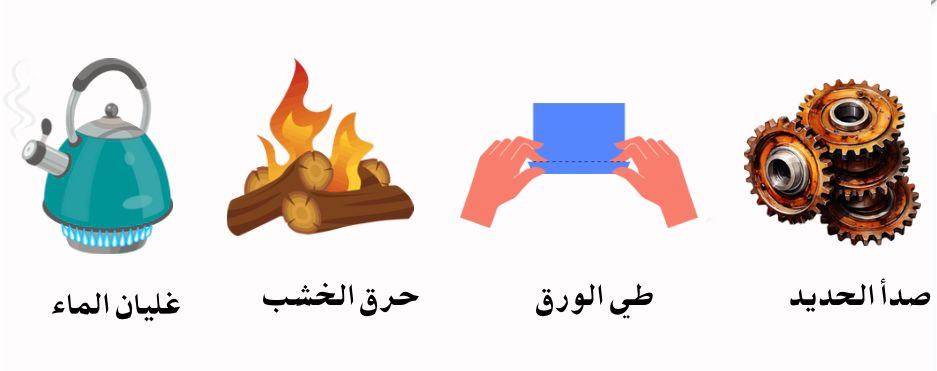 صدأ الحديد
طي الورق
حرق الخشب
غليان الماء